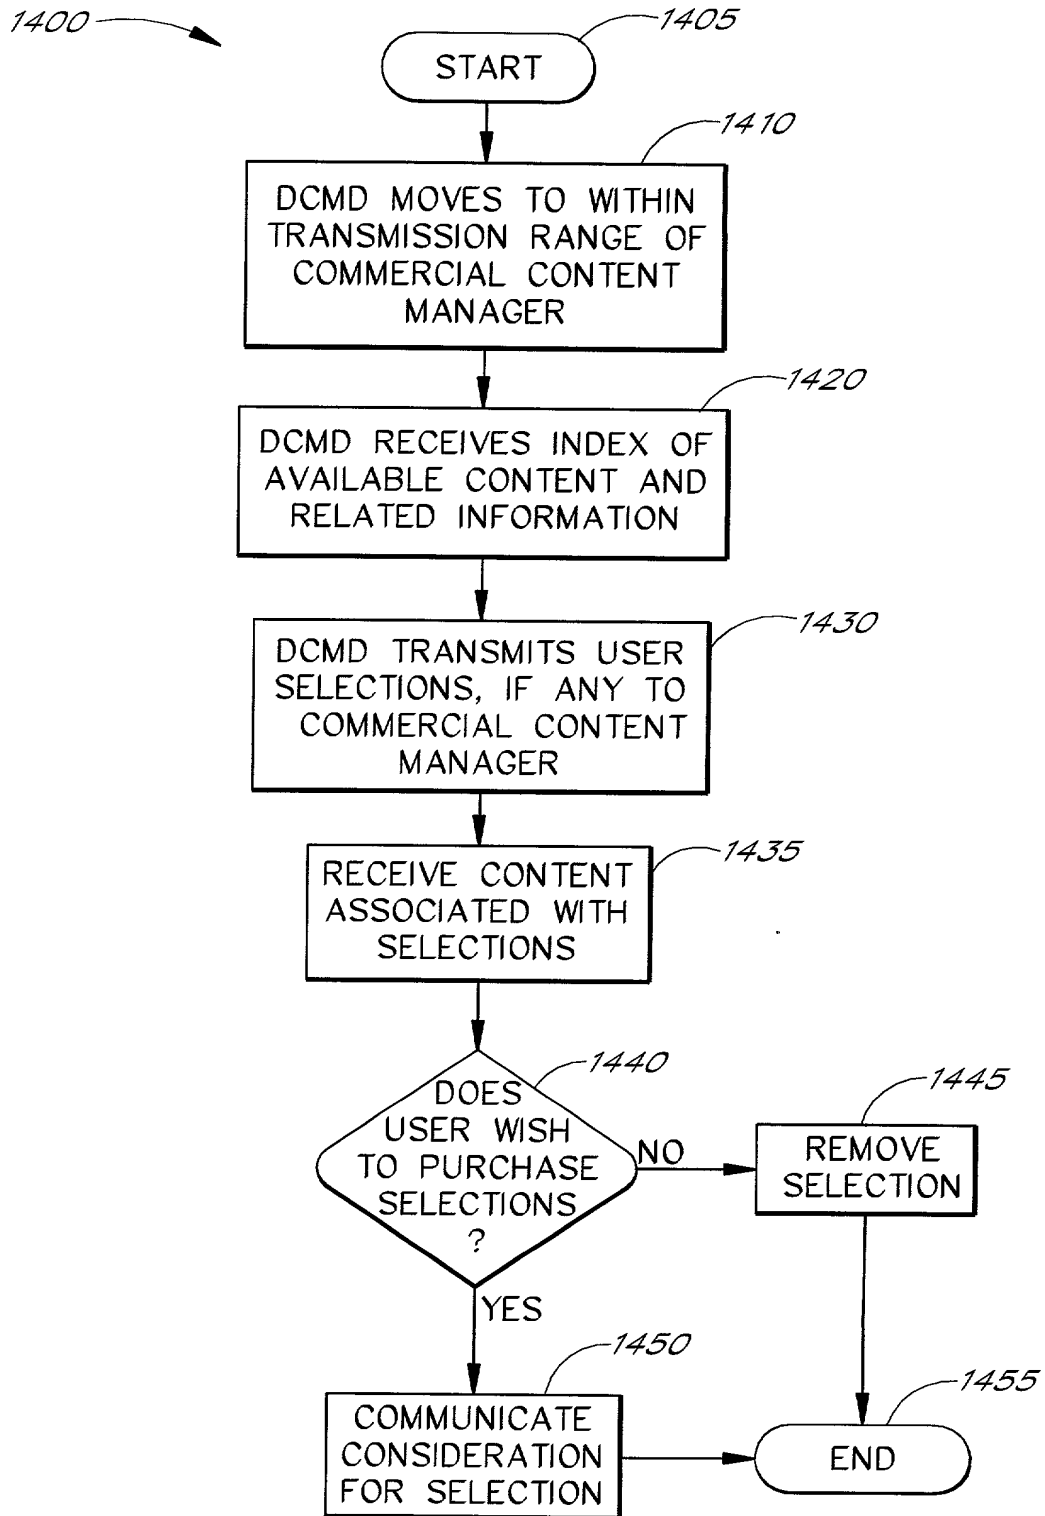 1400
1405
START
1410
DCMD MOVES TO WITHIN
TRANSMISSION RANGE OF
COMMERCIAL CONTENT
MANAGER
1420
DCMD RECEIVES INDEX OF
AVAILABLE CONTENT AND
RELATED INFORMATION
1430
DCMD TRANSMITS USER
SELECTIONS, IF ANY TO
COMMERCIAL CONTENT
MANAGER
1435
RECEIVE CONTENT
ASSOCIATED WITH
SELECTIONS
1440
DOES
USER WISH
TO PURCHASE
SELECTIONS
?
NO
1445
REMOVE
SELECTION
YES
1450
COMMUNICATE
CONSIDERATION
FOR SELECTION
1455
END